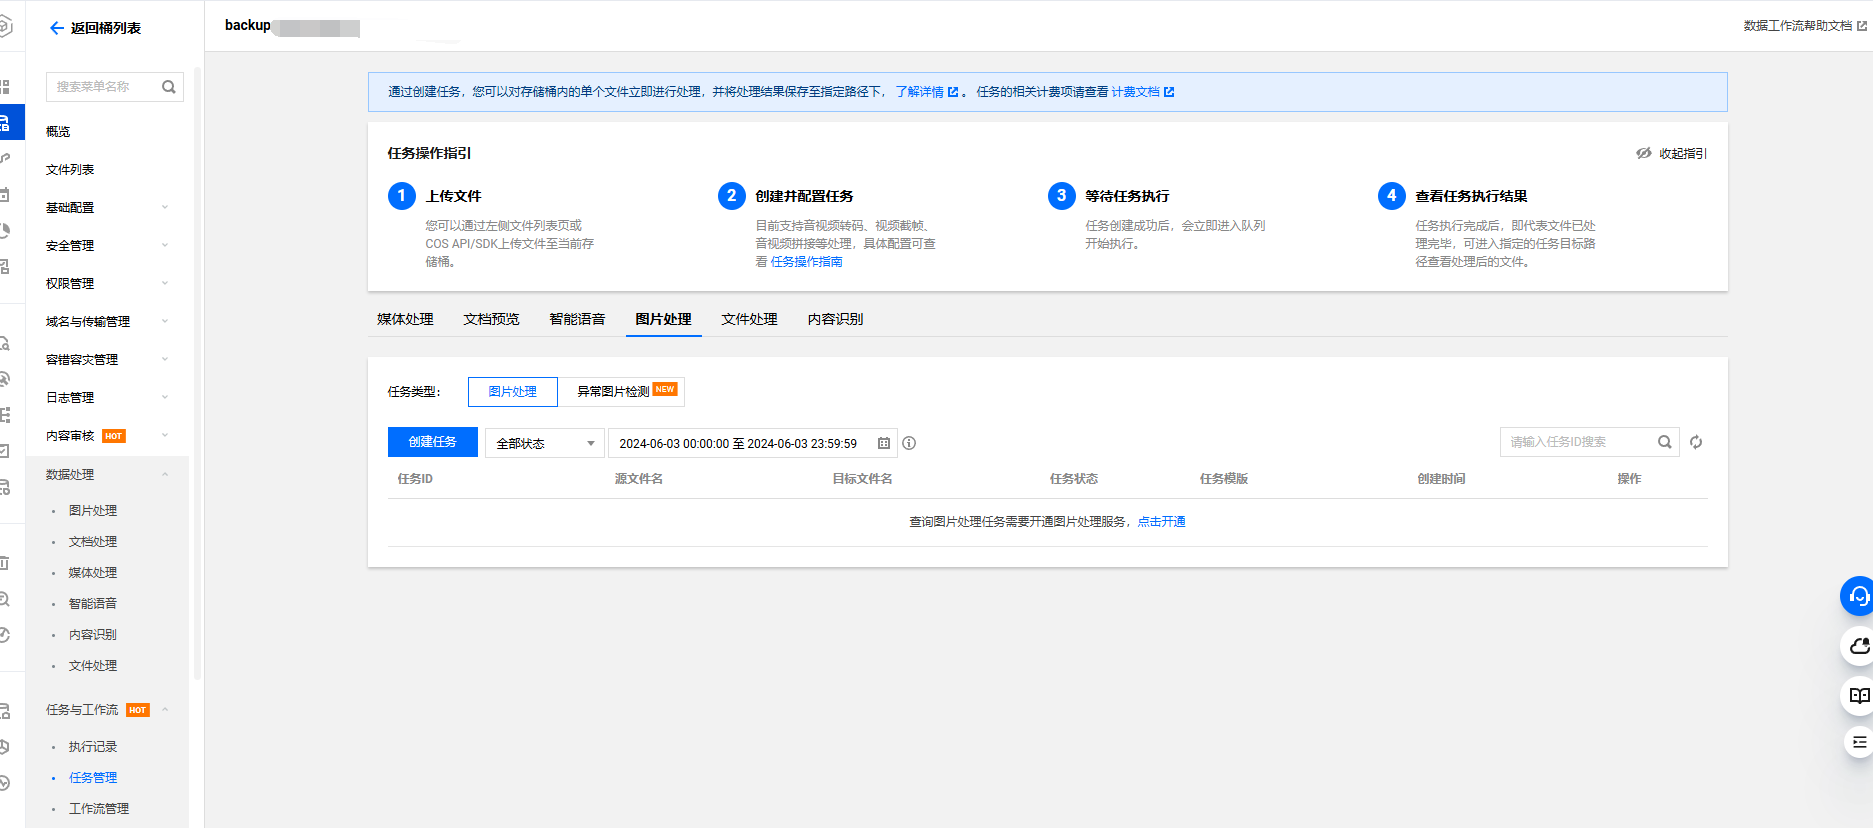 返回桶列表
backup
数据工作流帮助文档
搜索菜单名称
概览
文件列表
基础配置
安全管理
权限管理
域名与传输管理
容错容灾管理
日志管理
内容审核 HOT
数据处理
图片处理
文档处理
媒体处理
智能语音
内容识别
文件处理
任务与工作流 HOT
执行记录
任务管理
工作流管理
通过创建任务，您可以对存储桶内的单个文件立即进行处理，并将处理结果保存至指定路径下， 了解详情 。 任务的相关计费项请查看 计费文档
任务操作指引
收起指引
1 上传文件
您可以通过左侧文件列表页或
COS API/SDK上传文件至当前存
储桶。
2 创建并配置任务
目前支持音视频转码、视频截帧、
音视频拼接等处理，具体配置可查
看 任务操作指南
3 等待任务执行
任务创建成功后，会立即进入队列
开始执行。
4 查看任务执行结果
任务执行完成后，即代表文件已处
理完毕，可进入指定的任务目标路
径查看处理后的文件。
媒体处理 文档预览 智能语音 图片处理 文件处理 内容识别
任务类型： 图片处理 异常图片检测 NEW
创建任务 全部状态 2024-06-03 00:00:00 至 2024-06-03 23:59:59 请输入任务ID搜索
任务ID 源文件名 目标文件名 任务状态 任务模版 创建时间 操作
查询图片处理任务需要开通图片处理服务，点击开通